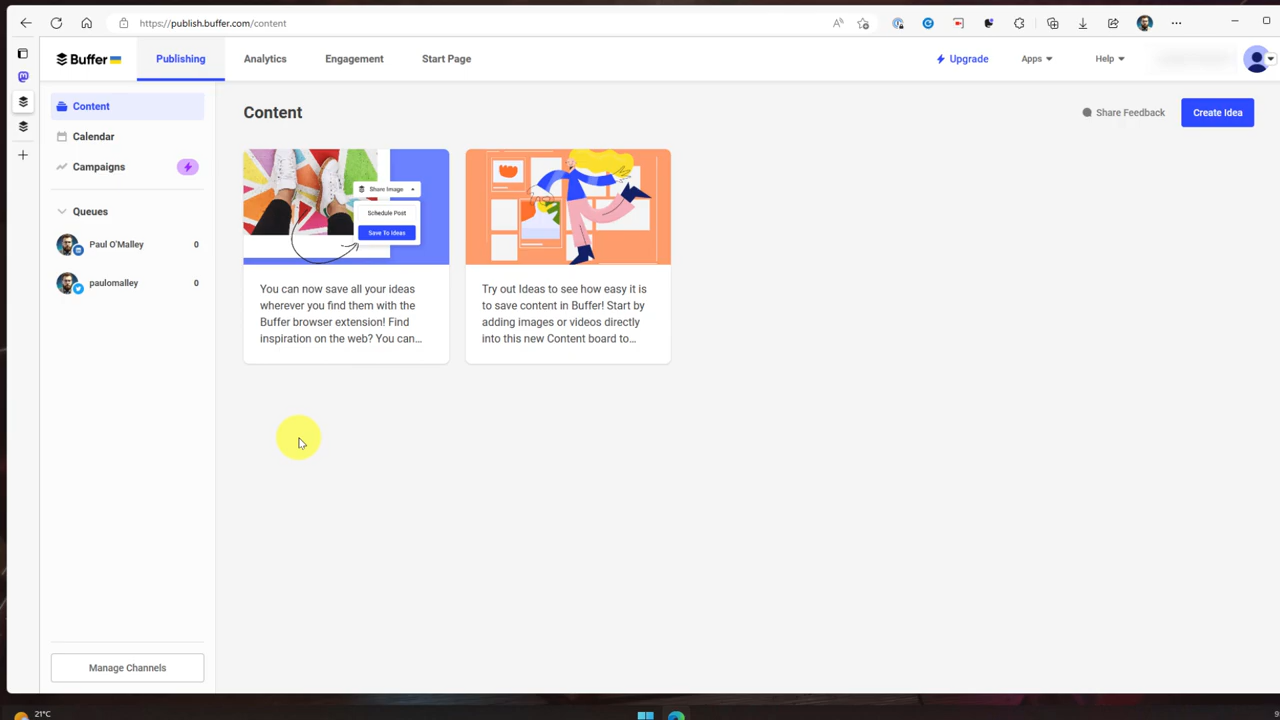 https://publish.buffer.com/content
Buffer
Publishing
Analytics
Engagement
Start Page
Upgrade
Apps
Help
Content
Calendar
Campaigns
Queues
Paul O'Malley 0
paulomalley 0
Manage Channels
Content
Share Feedback
Create Idea
Share Image
Schedule Post
Save To Ideas
You can now save all your ideas
wherever you find them with the
Buffer browser extension! Find
inspiration on the web? You can...
Try out Ideas to see how easy it is
to save content in Buffer! Start by
adding images or videos directly
into this new Content board to...
21°C